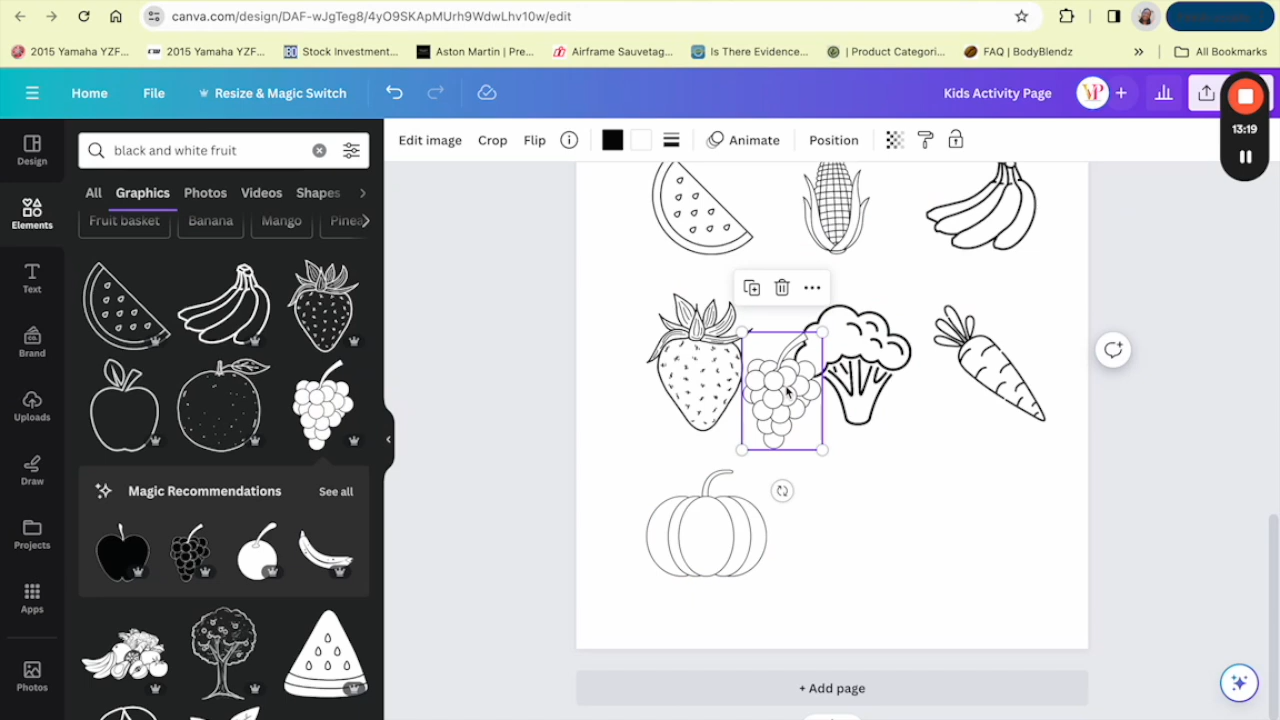 canva.com/design/DAF-wJgTeg8/4yO9SKApMUrh9WdwLhv10w/edit
2015 Yamaha YZF...
CW
2015 Yamaha YZF...
Stock Investment...
Aston Martin | Pre...
Airframe Sauvetag...
Is There Evidence...
| Product Categori...
FAQ | BodyBlendz
»
All Bookmarks
Home
File
Resize & Magic Switch
Kids Activity Page
VP
13:19
Design
Elements
Text
Brand
Uploads
Draw
Projects
Apps
Photos
black and white fruit
All
Graphics
Photos
Videos
Shapes
Fruit basket
Banana
Mango
Pinea
Magic Recommendations
See all
Edit image
Crop
Flip
Animate
Position
+ Add page